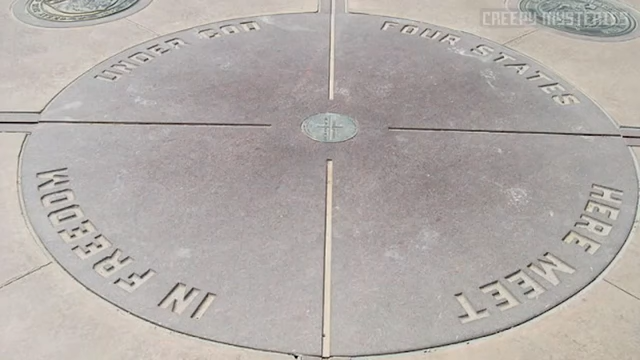 FOUR STATES
HERE MEET
IN FREEDOM
UNDER GOD
CREEPY MYSTERIES